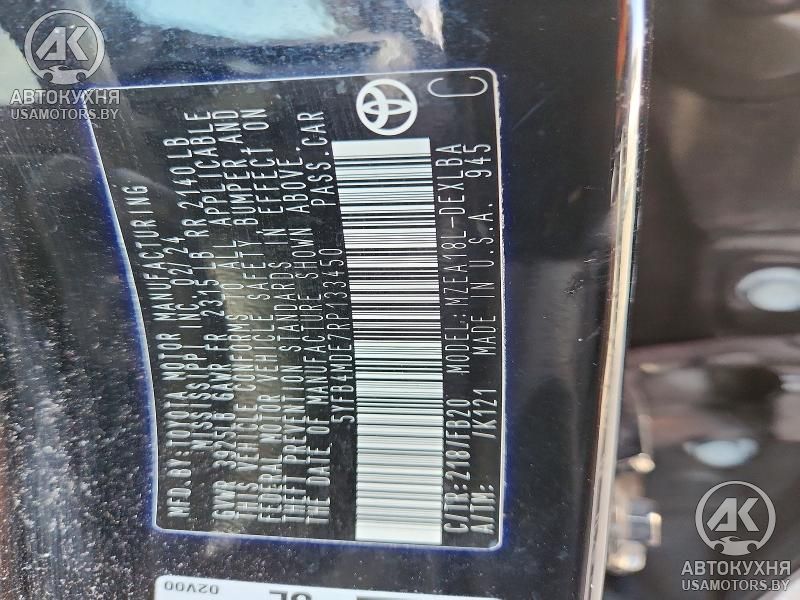 MFD.BY:TOYOTA MOTOR MANUFACTURING
MISSISSIPPI INC. 02/24
GVWR 3925LB GAWR FR 2315LB RR 2140LB
THIS VEHICLE CONFORMS TO ALL APPLICABLE
FEDERAL MOTOR VEHICLE SAFETY, BUMPER AND
THEFT PREVENTION STANDARDS IN EFFECT ON
THE DATE OF MANUFACTURE SHOWN ABOVE.
5YFB4MDE7RP133450 PASS.CAR
C/TR:218/FB20 MODEL:MZEA18L-DEXLBA
A/TM: /K121 MADE IN U.S.A. 945
C
02V00
AK
АВТОКУХНЯ
USAMOTORS.BY
AK
АВТОКУХНЯ
USAMOTORS.BY